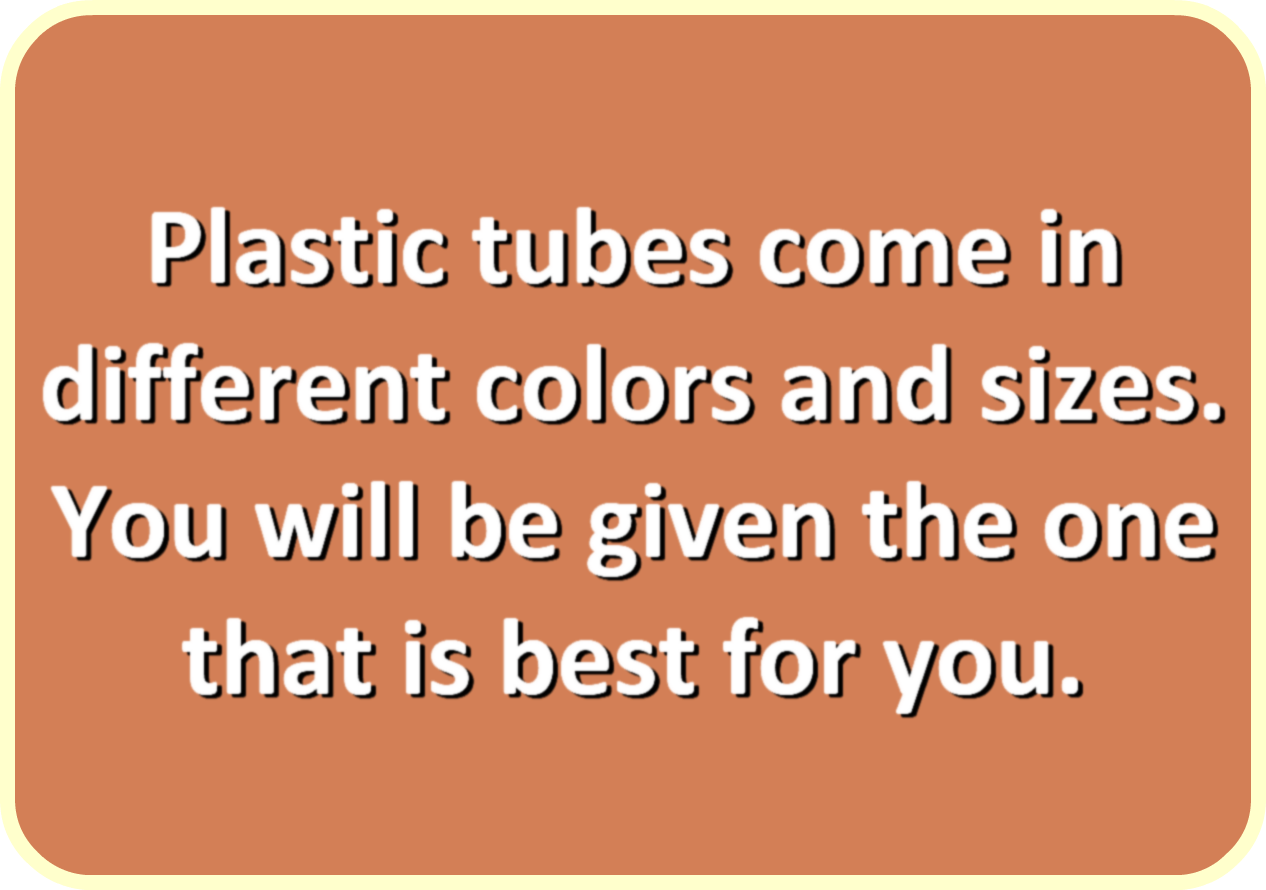 Plastic tubes come in
different colors and sizes.
You will be given the one
that is best for you.